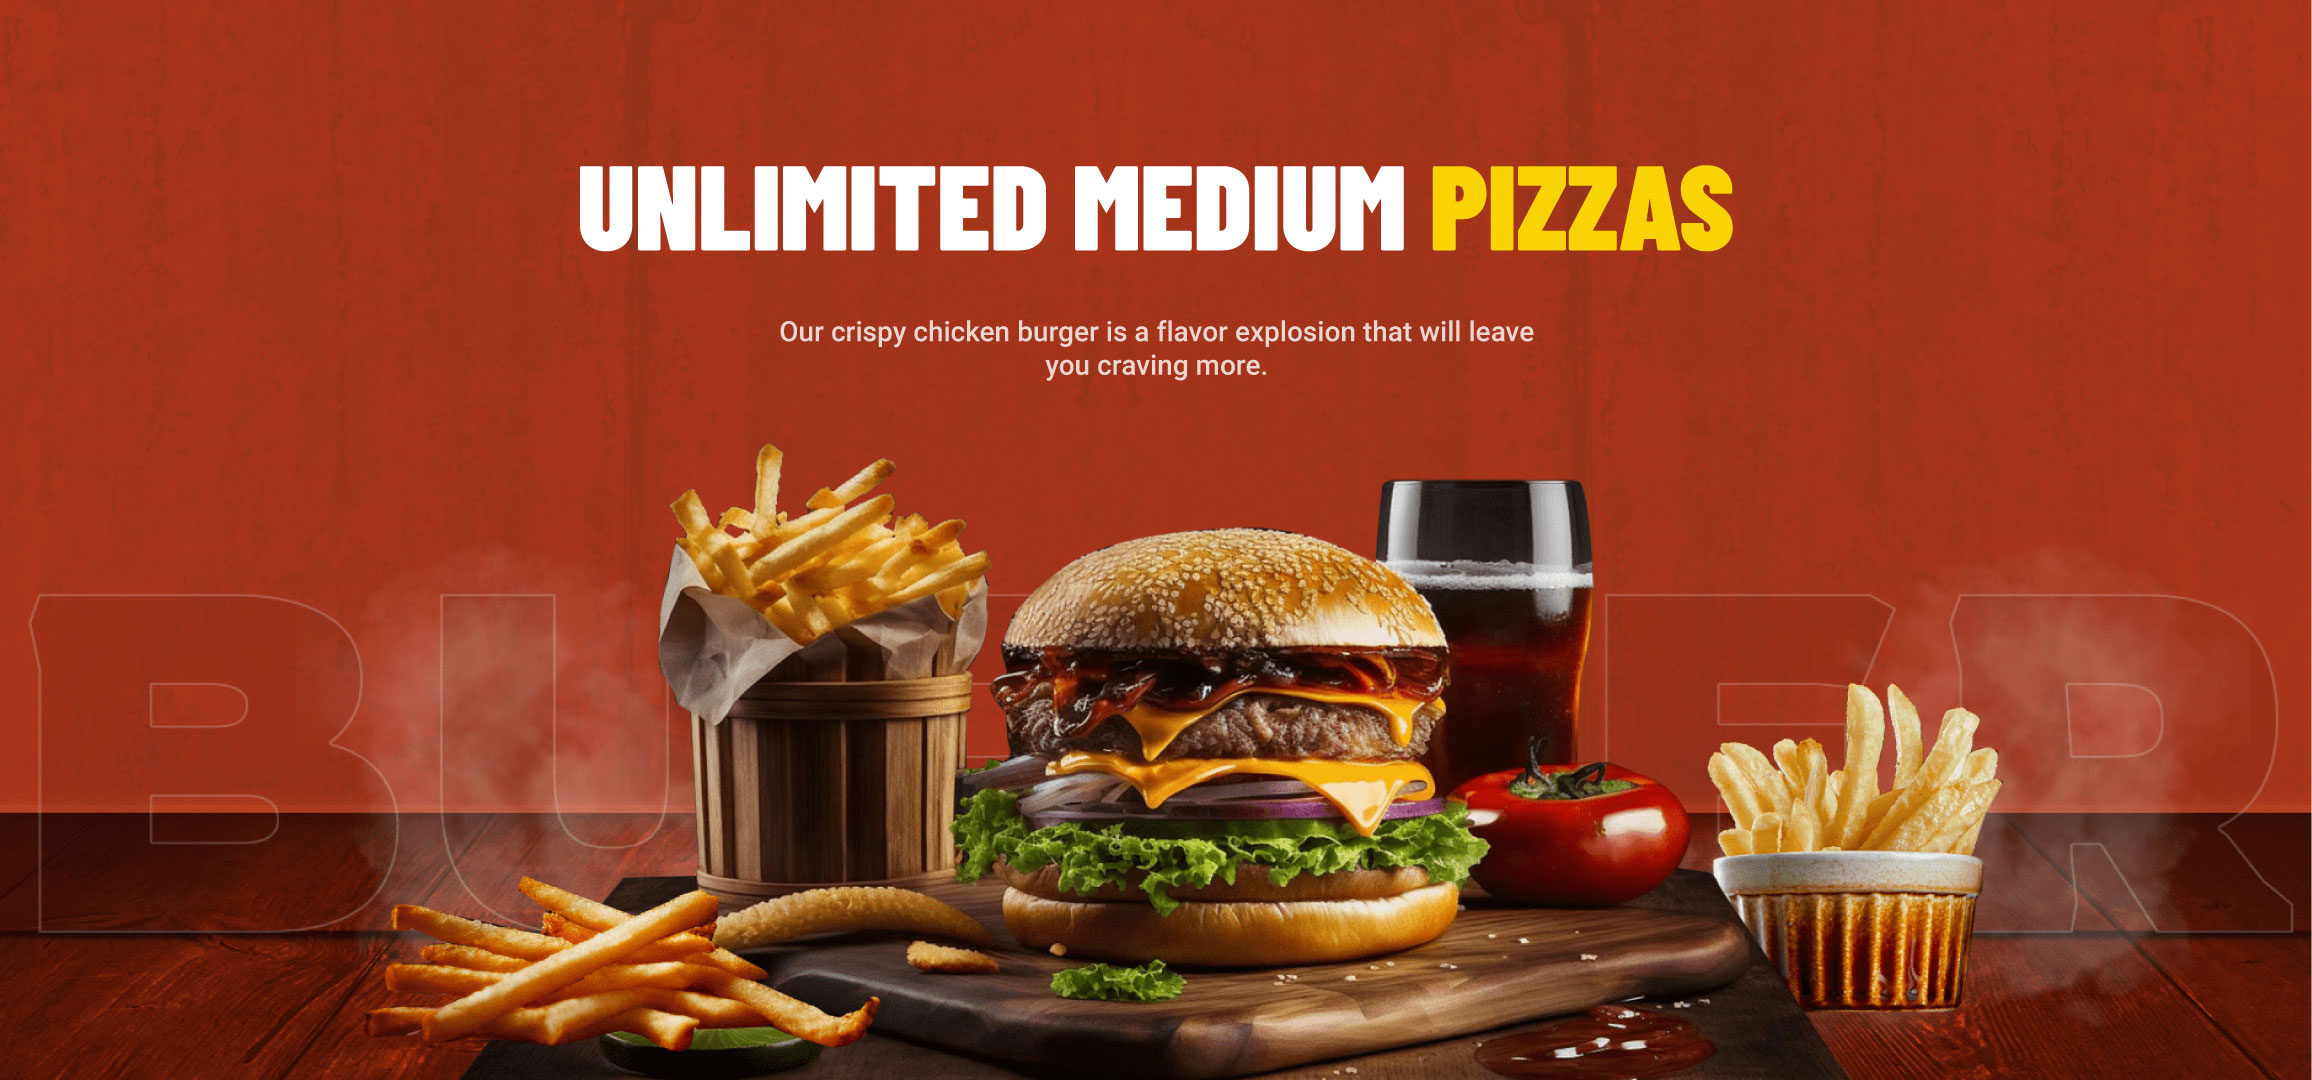 UNLIMITED MEDIUM PIZZAS
Our crispy chicken burger is a flavor explosion that will leave
you craving more.